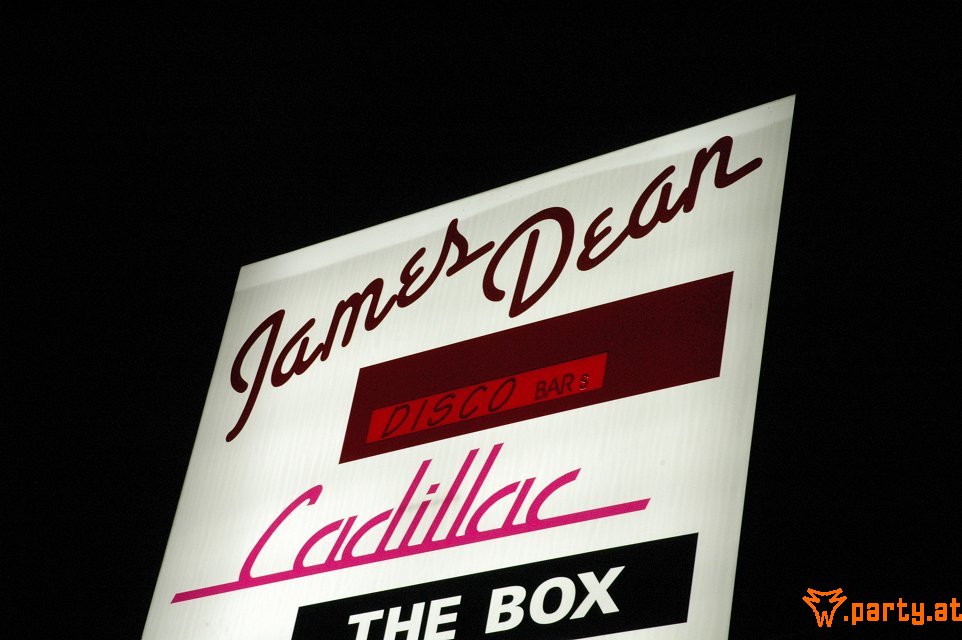 James Dean
DISCO BARs
Cadillac
THE BOX
W.party.at